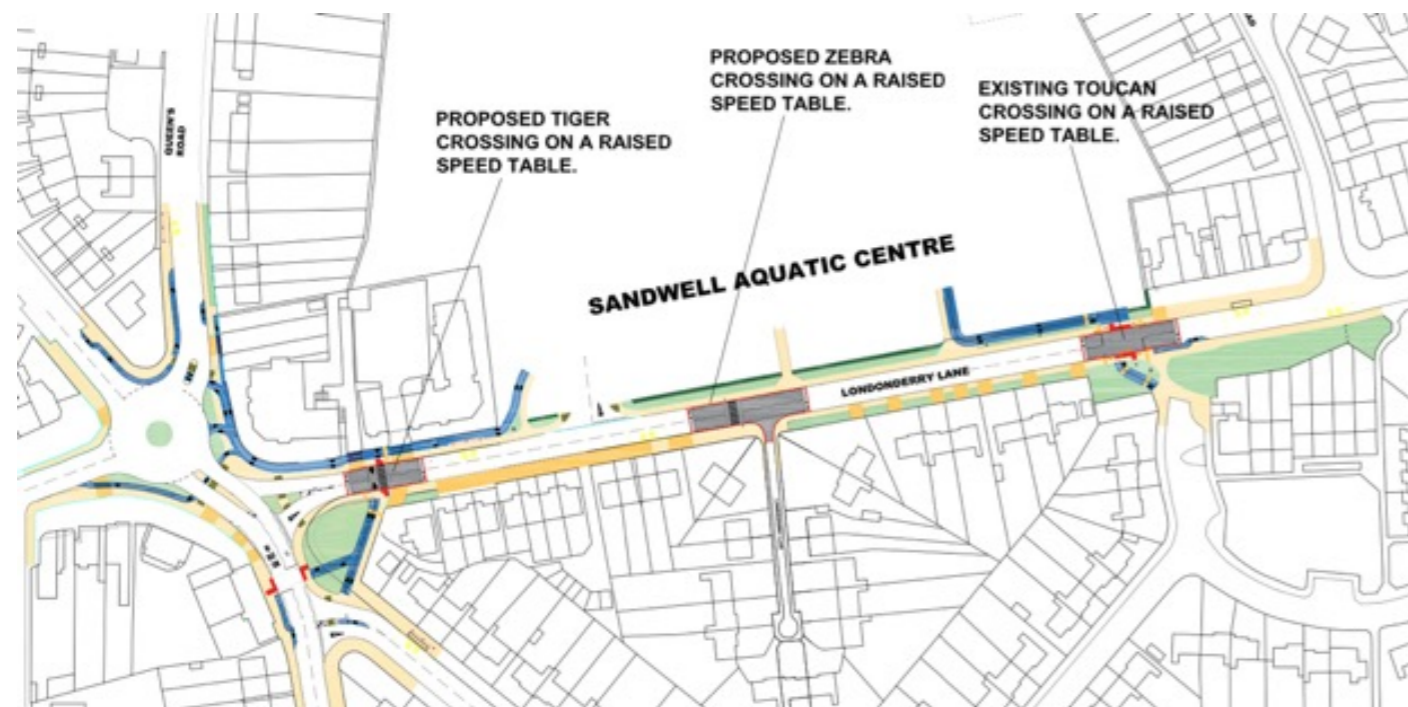 PROPOSED ZEBRA
CROSSING ON A RAISED
SPEED TABLE.
EXISTING TOUCAN
CROSSING ON A RAISED
SPEED TABLE.
PROPOSED TIGER
CROSSING ON A RAISED
SPEED TABLE.
QUEEN'S
ROAD
SANDWELL AQUATIC CENTRE
LONDONDERRY LANE